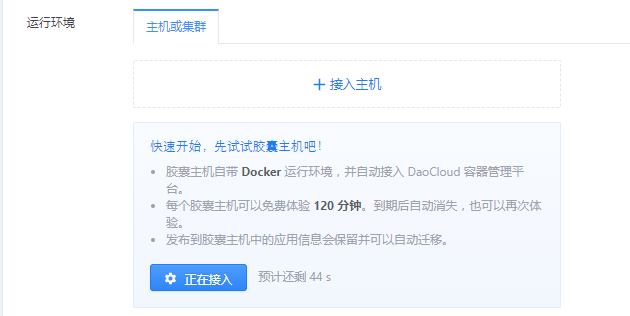 运行环境
主机或集群
+ 接入主机
快速开始，先试试胶囊主机吧！
• 胶囊主机自带 Docker 运行环境，并自动接入 DaoCloud 容器管理平
台。
• 每个胶囊主机可以免费体验 120 分钟。到期后自动消失，也可以再次体
验。
• 发布到胶囊主机中的应用信息会保留并可以自动迁移。
正在接入 预计还剩 44 s